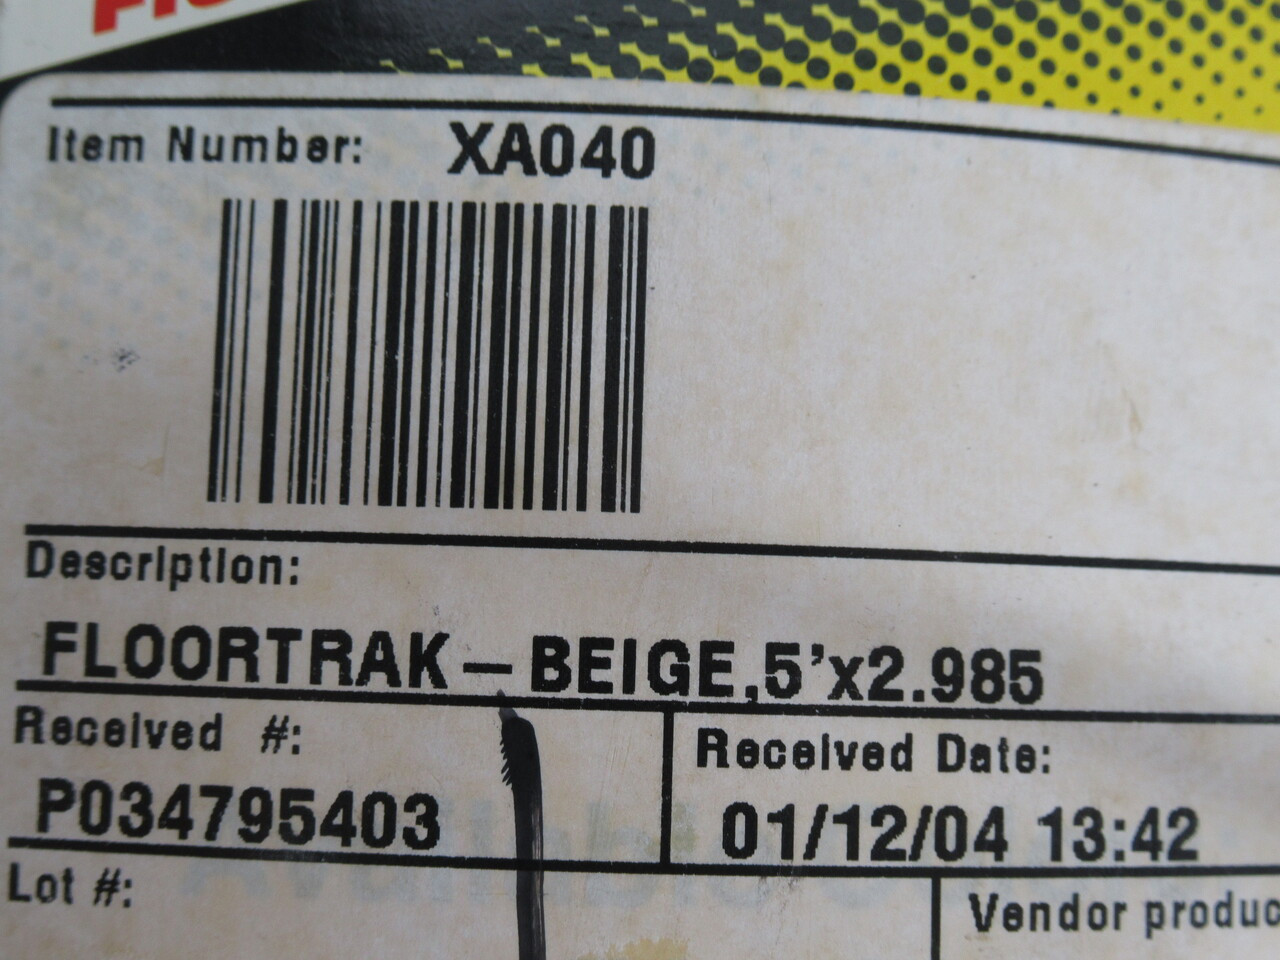 Item Number: XA040
Description:
FLOORTRAK-BEIGE,5'x2.985
Received #:
Received Date:
P034795403
01/12/04 13:42
Lot #:
Vendor produc